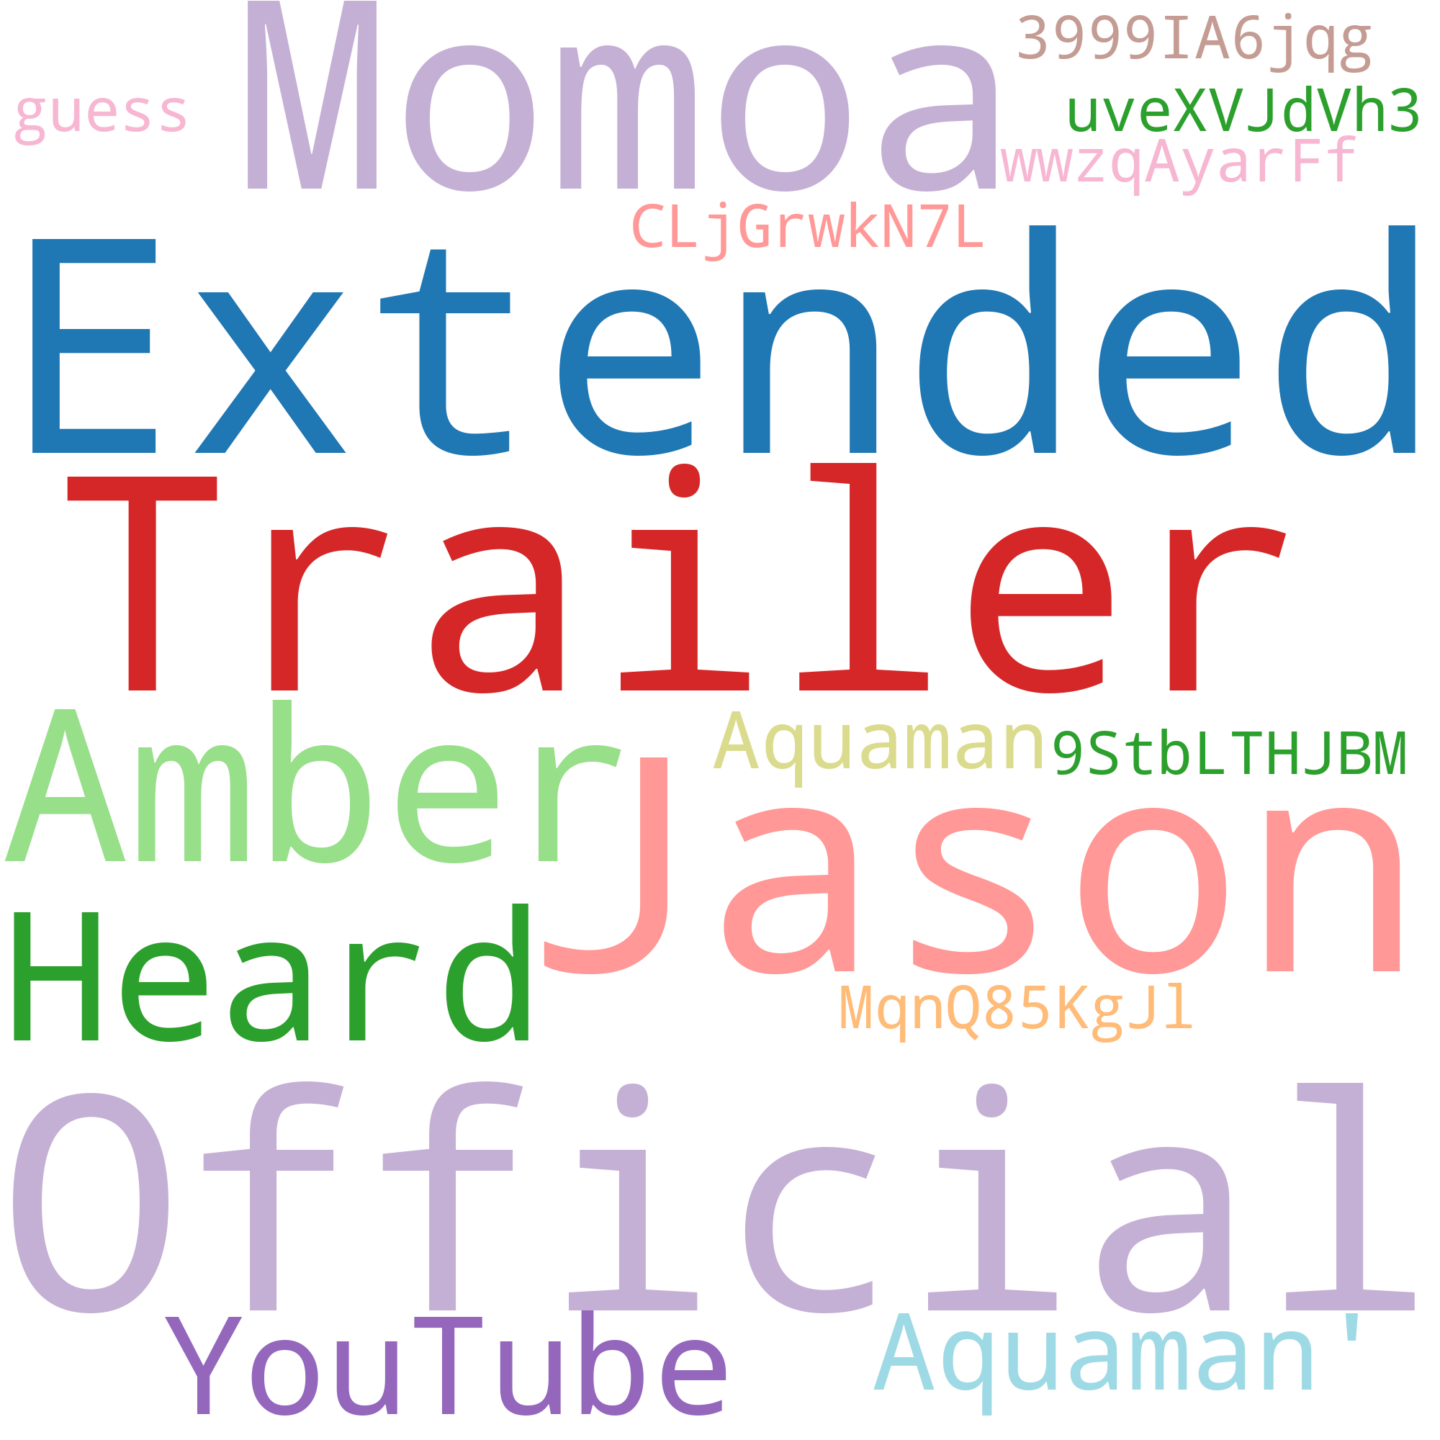 Momoa
3999IA6jqg
guess
uveXVJdVh3
wwzqAyarFf
CLjGrwkN7L
Extended
Trailer
Amber
Aquaman
9StbLTHJBM
Jason
Heard
MqnQ85KgJl
Official
YouTube
Aquaman'